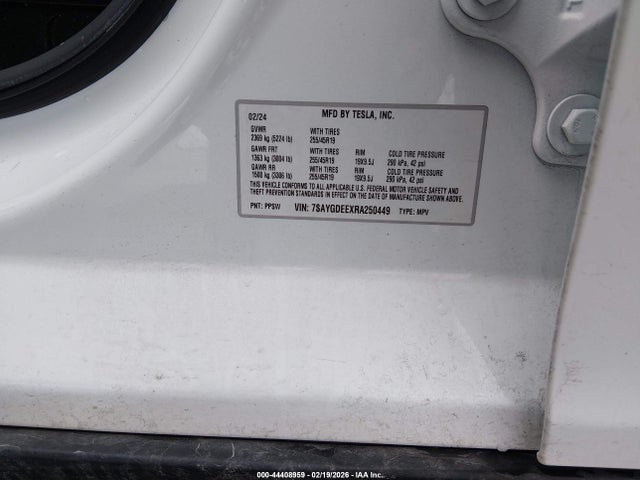 02/24 MFD BY TESLA, INC.
GVWR WITH TIRES
2369 kg (5224 lb) 255/45R19
GAWR FRT WITH TIRES RIM COLD TIRE PRESSURE
1363 kg (3004 lb) 255/45R19 19X9.5J 290 kPa, 42 psi
GAWR RR WITH TIRES RIM COLD TIRE PRESSURE
1500 kg (3306 lb) 255/45R19 19X9.5J 290 kPa, 42 psi
THIS VEHICLE CONFORMS TO ALL APPLICABLE U.S. FEDERAL MOTOR VEHICLE SAFETY AND
THEFT PREVENTION STANDARDS IN EFFECT ON THE DATE OF MANUFACTURE SHOWN ABOVE.
PNT: PPSW VIN: 7SAYGDEEXRA250449 TYPE: MPV
000-44408959 - 02/19/2026 - IAA Inc.